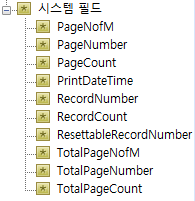 시스템 필드
PageNofM
PageNumber
PageCount
PrintDateTime
RecordNumber
RecordCount
ResettableRecordNumber
TotalPageNofM
TotalPageNumber
TotalPageCount